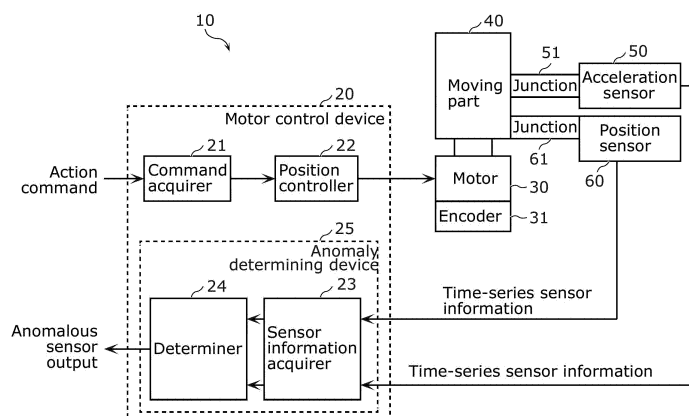 10
40
50
51
Moving
part
Junction
Acceleration
sensor
20
Motor control device
Junction
61
Position
sensor
60
21
22
Action
command
Command
acquirer
Position
controller
Motor
30
Encoder
31
25
Anomaly
determining device
24
23
Time-series sensor
information
Anomalous
sensor
output
Determiner
Sensor
information
acquirer
Time-series sensor information